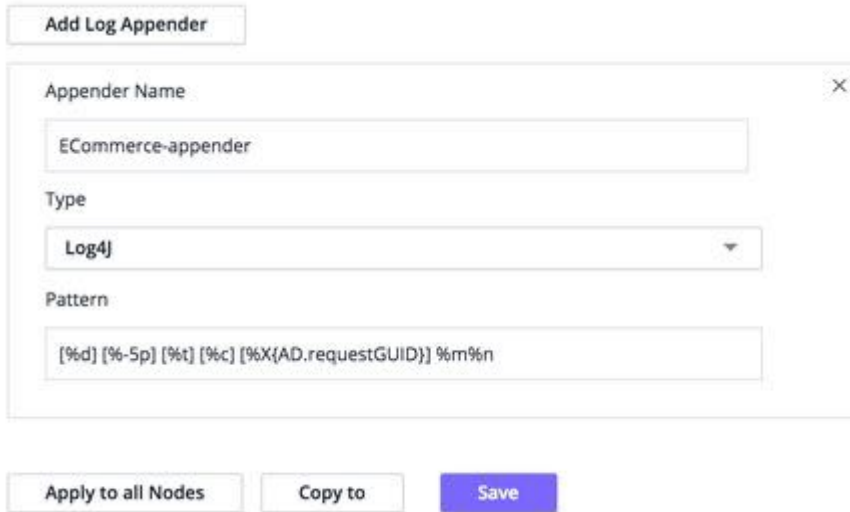 Add Log Appender
Appender Name
ECommerce-appender
Type
Log4J
Pattern
[%d] [%-5p] [%t] [%c] [%X{AD.requestGUID}] %m%n
Apply to all Nodes
Copy to
Save